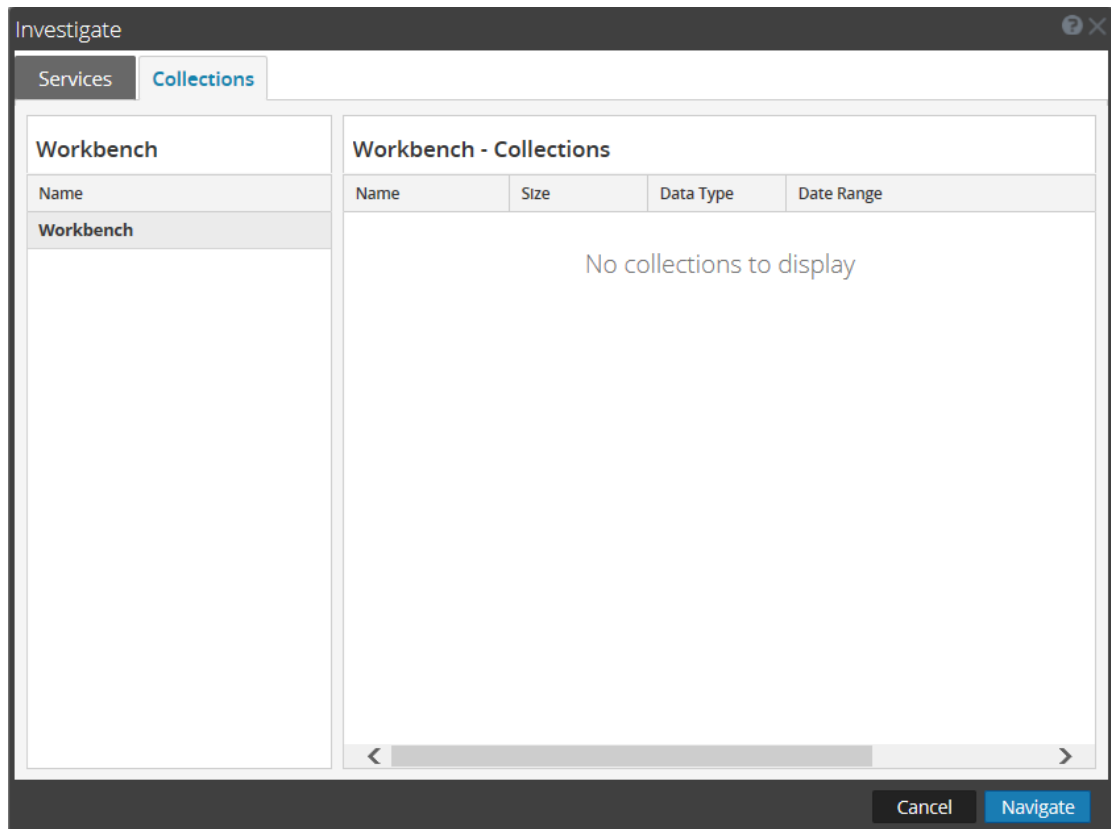 Investigate
Services Collections
Workbench
Name
Workbench
Workbench - Collections
Name Size Data Type Date Range
No collections to display
Cancel Navigate